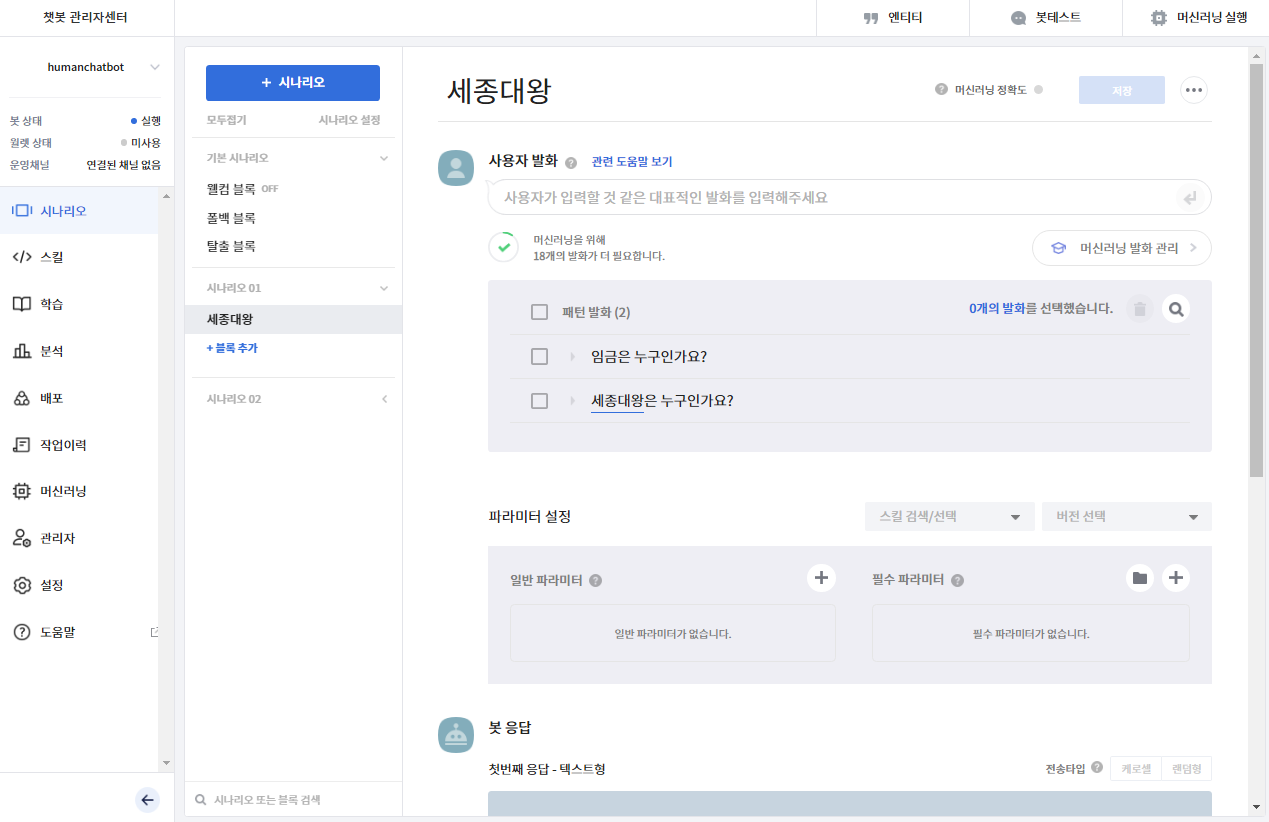 챗봇 관리자센터
엔티티
봇테스트
머신러닝 실행
humanchatbot
봇 상태 실행
월렛 상태 미사용
운영채널 연결된 채널 없음
시나리오
스킬
학습
분석
배포
작업이력
머신러닝
관리자
설정
도움말
+ 시나리오
모두접기 시나리오 설정
기본 시나리오
웰컴 블록 OFF
폴백 블록
탈출 블록
시나리오 01
세종대왕
+ 블록 추가
시나리오 02
시나리오 또는 블록 검색
세종대왕
머신러닝 정확도
저장
사용자 발화 관련 도움말 보기
사용자가 입력할 것 같은 대표적인 발화를 입력해주세요
머신러닝을 위해
18개의 발화가 더 필요합니다.
머신러닝 발화 관리
패턴 발화 (2) 0개의 발화를 선택했습니다.
임금은 누구인가요?
세종대왕은 누구인가요?
파라미터 설정
스킬 검색/선택
버전 선택
일반 파라미터
필수 파라미터
일반 파라미터가 없습니다.
필수 파라미터가 없습니다.
봇 응답
첫번째 응답 - 텍스트형
전송타입
케로셀
랜덤형